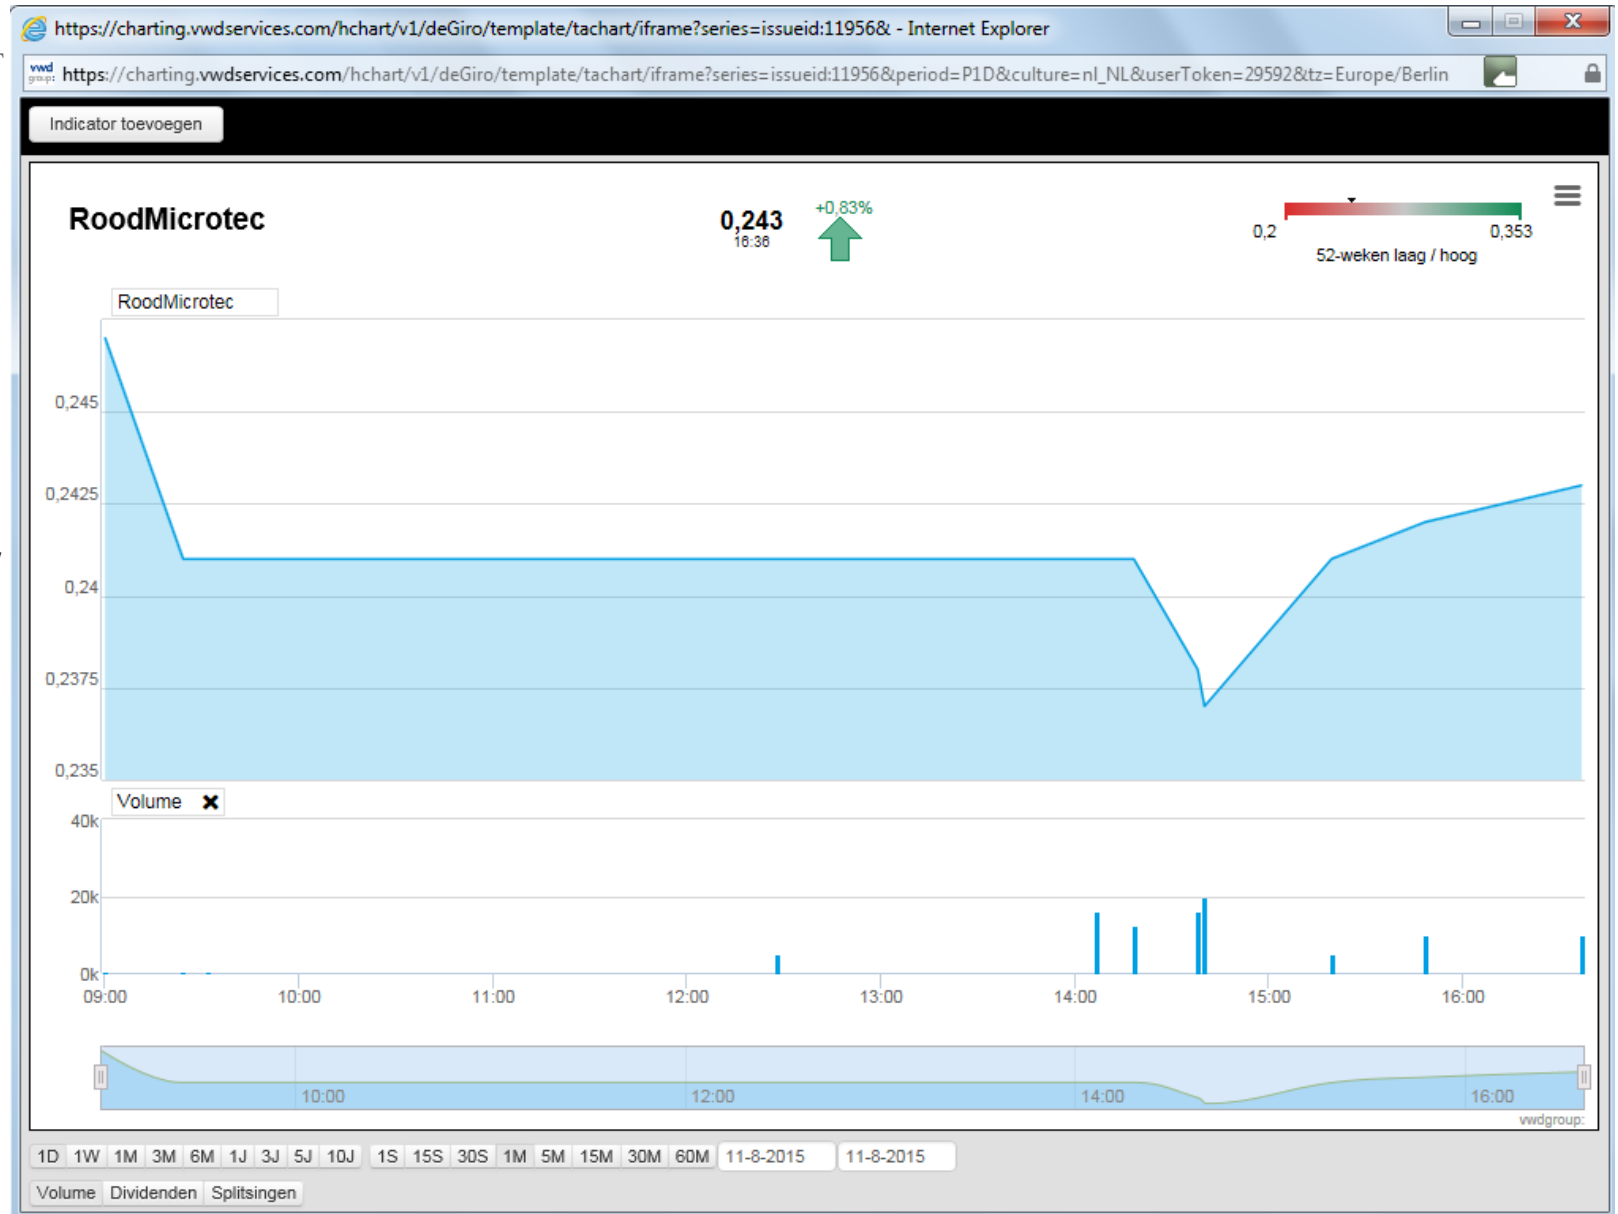 https://charting.vwdservices.com/hchart/v1/deGiro/template/tachart/iframe?series=issueid:11956& - Internet Explorer
vwd group: https://charting.vwdservices.com/hchart/v1/deGiro/template/tachart/iframe?series=issueid:11956&period=P1D&culture=nl_NL&userToken=29592&tz=Europe/Berlin
Indicator toevoegen
RoodMicrotec
0,243
16:36
+0,83%
0,2 0,353
52-weken laag / hoog
RoodMicrotec
0,245
0,2425
0,24
0,2375
0,235
Volume
40k
20k
0k
09:00 10:00 11:00 12:00 13:00 14:00 15:00 16:00
10:00 12:00 14:00 16:00
vwdgroup:
1D 1W 1M 3M 6M 1J 3J 5J 10J 1S 15S 30S 1M 5M 15M 30M 60M 11-8-2015 11-8-2015
Volume Dividenden Splitsingen